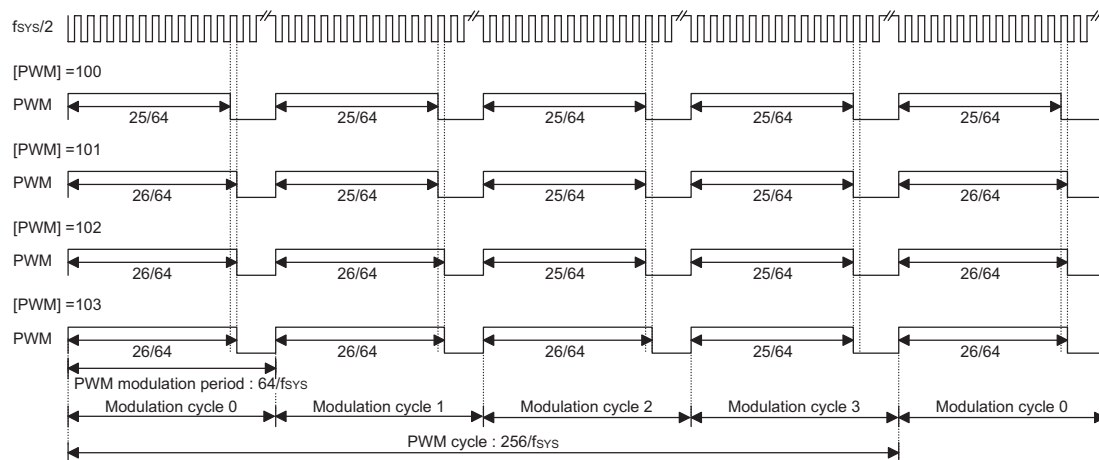 fSYS/2
[PWM] =100
PWM
25/64 25/64 25/64 25/64 25/64
[PWM] =101
PWM
26/64 25/64 25/64 25/64 26/64
[PWM] =102
PWM
26/64 26/64 25/64 25/64 26/64
[PWM] =103
PWM
26/64 26/64 26/64 25/64 26/64
PWM modulation period : 64/fSYS
Modulation cycle 0 Modulation cycle 1 Modulation cycle 2 Modulation cycle 3 Modulation cycle 0
PWM cycle : 256/fSYS